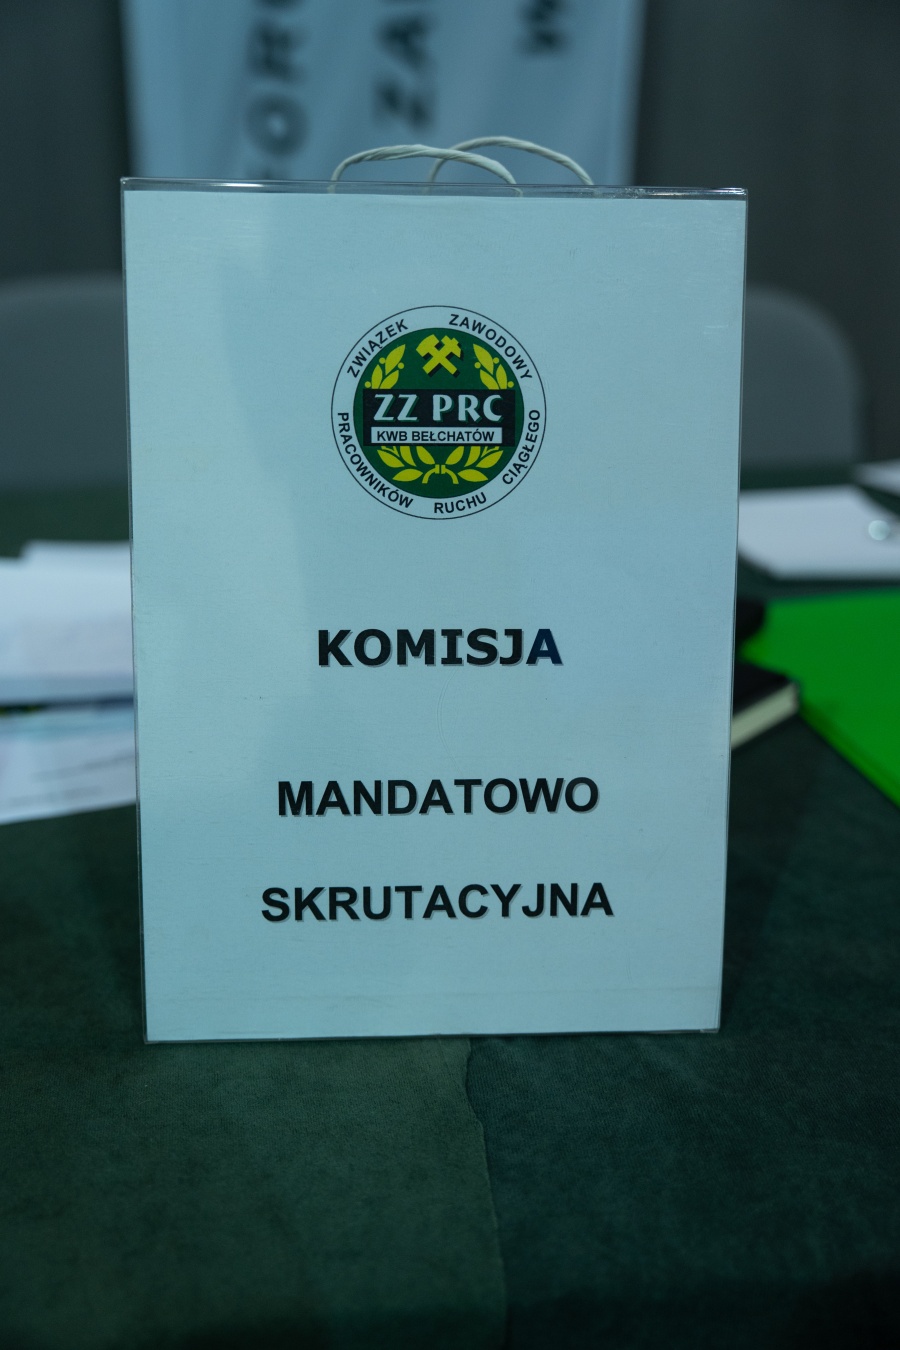 ZWIĄZEK ZAWODOWY
PRACOWNIKÓW RUCHU CIĄGŁEGO
ZZ PRC
KWB BEŁCHATÓW
KOMISJA
MANDATOWO
SKRUTACYJNA